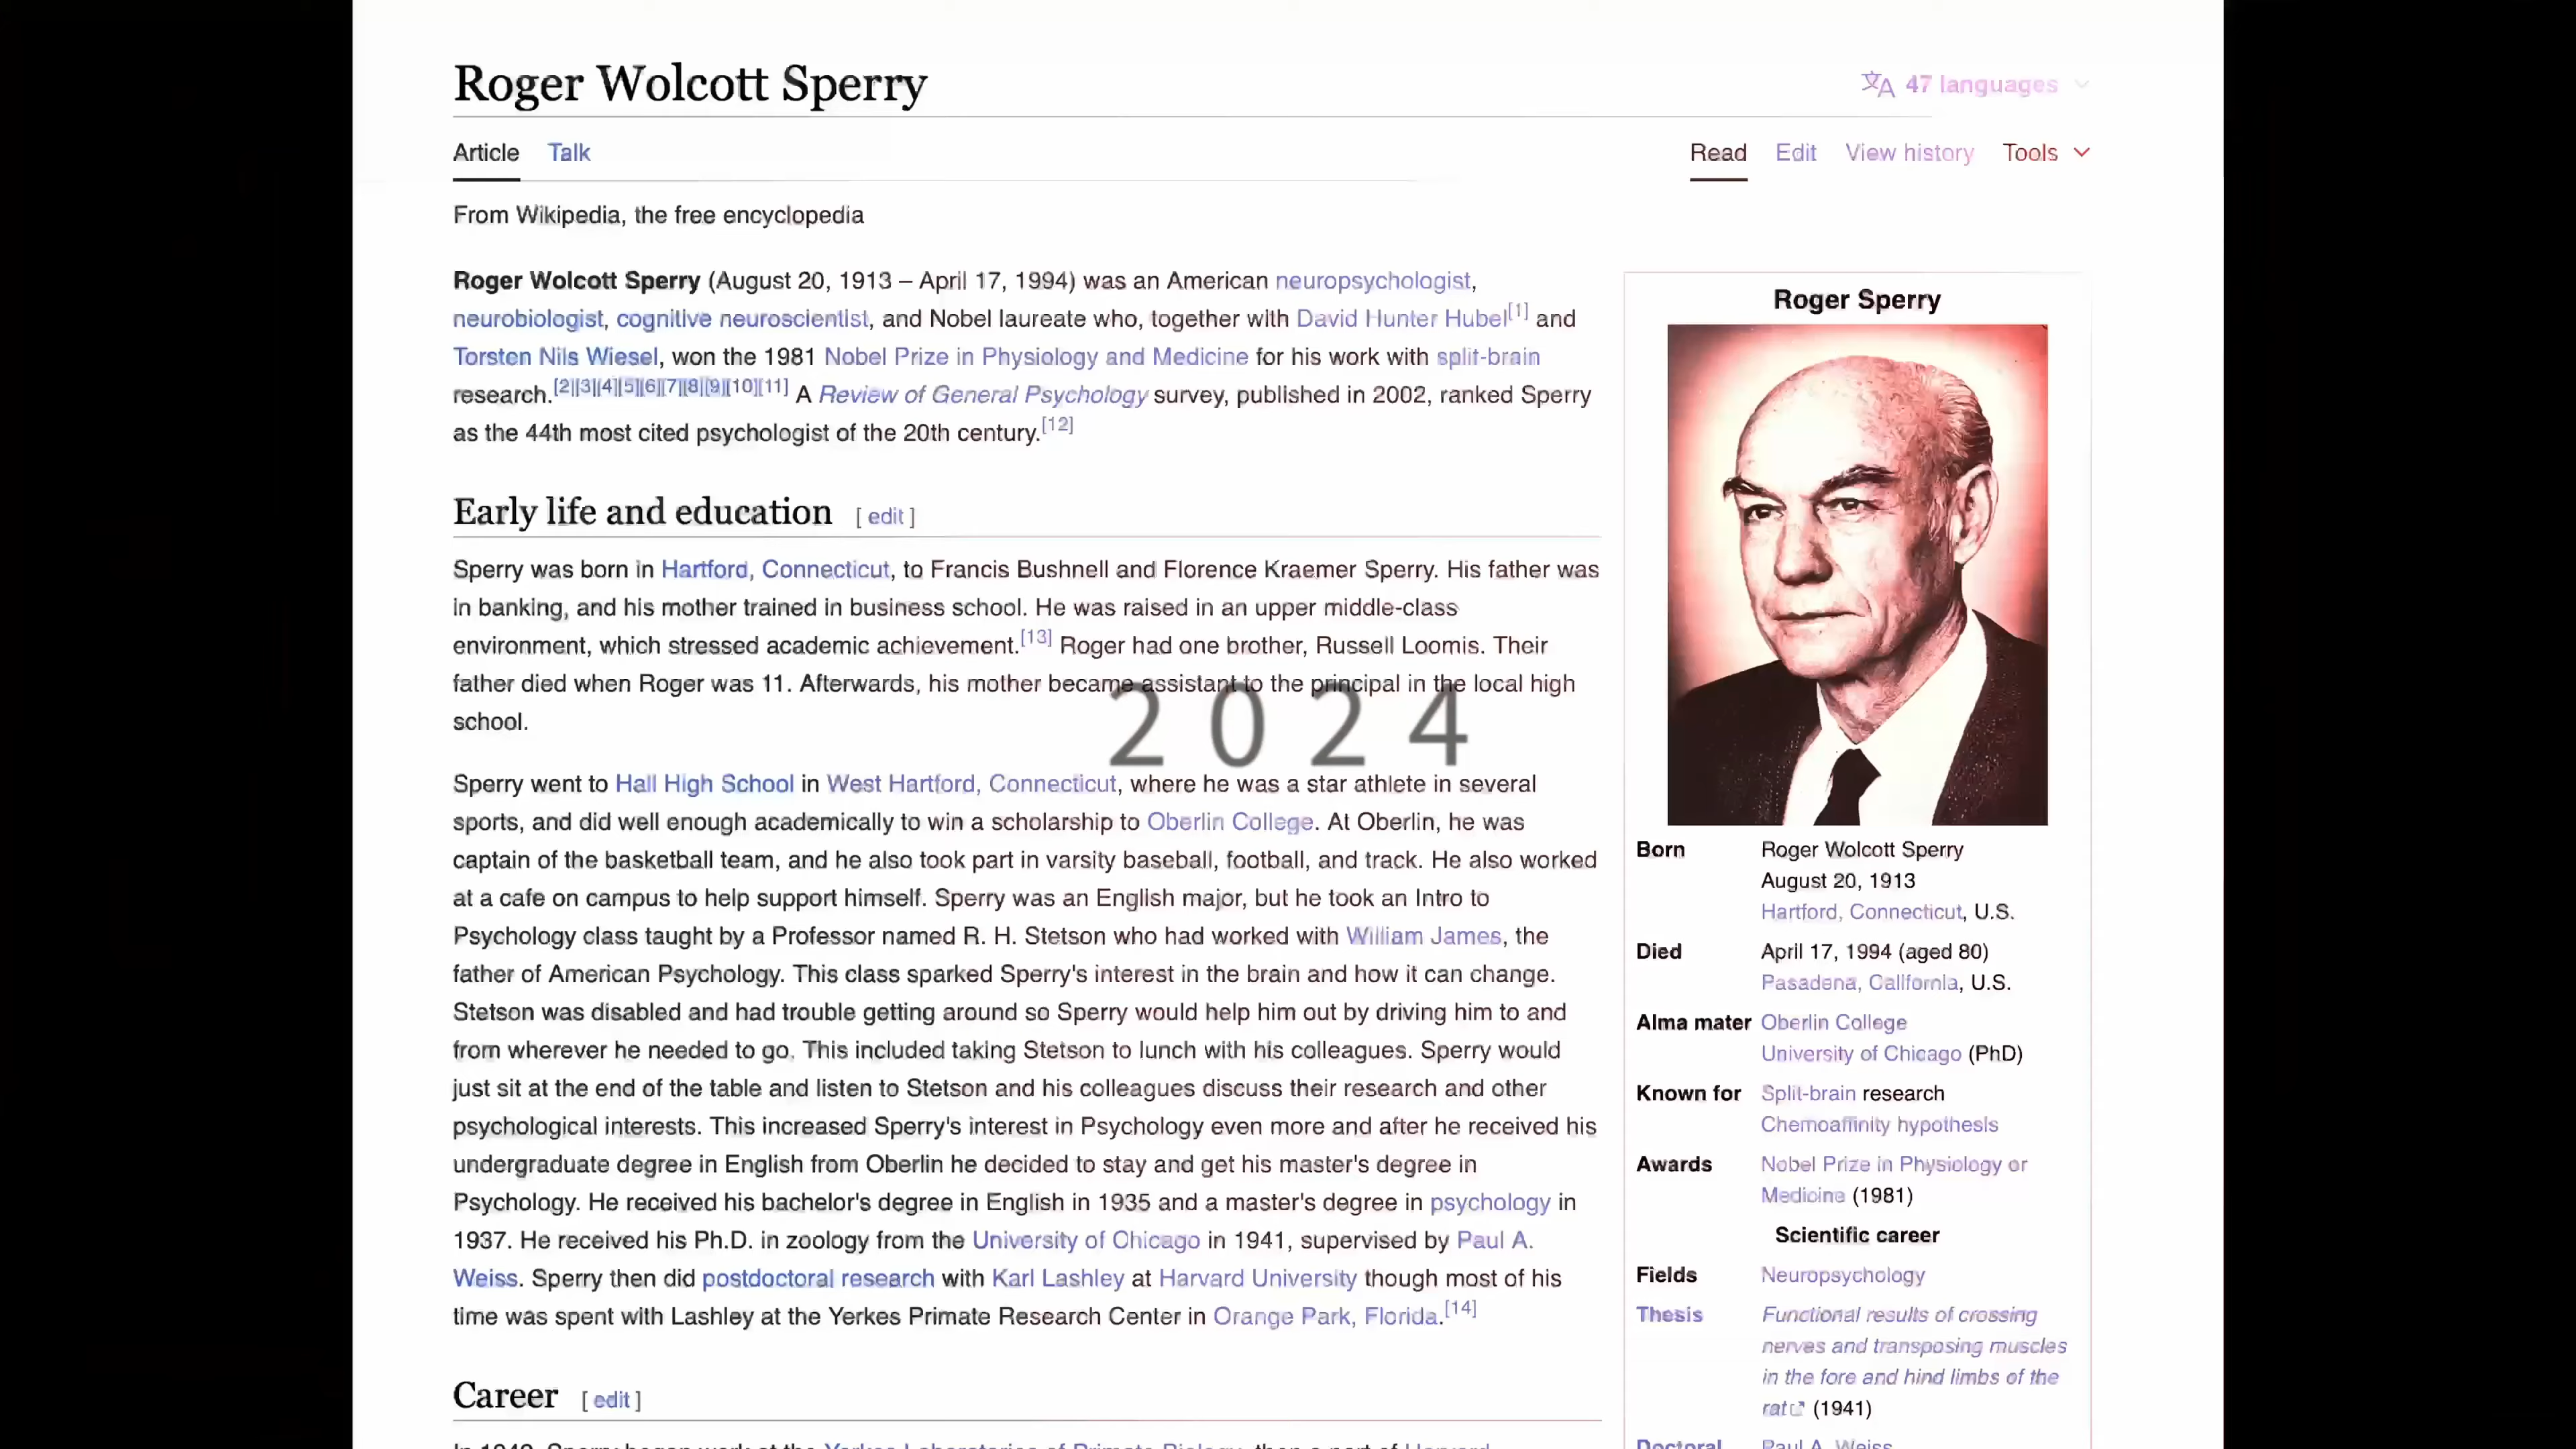 Roger Wolcott Sperry
47 languages
Article Talk
Read Edit View history Tools
From Wikipedia, the free encyclopedia
Roger Wolcott Sperry (August 20, 1913 – April 17, 1994) was an American neuropsychologist,
neurobiologist, cognitive neuroscientist, and Nobel laureate who, together with David Hunter Hubel[1] and
Torsten Nils Wiesel, won the 1981 Nobel Prize in Physiology and Medicine for his work with split-brain
research.[2][3][4][5][6][7][8][9][10][11] A Review of General Psychology survey, published in 2002, ranked Sperry
as the 44th most cited psychologist of the 20th century.[12]
Early life and education [ edit ]
Sperry was born in Hartford, Connecticut, to Francis Bushnell and Florence Kraemer Sperry. His father was
in banking, and his mother trained in business school. He was raised in an upper middle-class
environment, which stressed academic achievement.[13] Roger had one brother, Russell Loomis. Their
father died when Roger was 11. Afterwards, his mother became assistant to the principal in the local high
school.
2024
Sperry went to Hall High School in West Hartford, Connecticut, where he was a star athlete in several
sports, and did well enough academically to win a scholarship to Oberlin College. At Oberlin, he was
captain of the basketball team, and he also took part in varsity baseball, football, and track. He also worked
at a cafe on campus to help support himself. Sperry was an English major, but he took an Intro to
Psychology class taught by a Professor named R. H. Stetson who had worked with William James, the
father of American Psychology. This class sparked Sperry's interest in the brain and how it can change.
Stetson was disabled and had trouble getting around so Sperry would help him out by driving him to and
from wherever he needed to go. This included taking Stetson to lunch with his colleagues. Sperry would
just sit at the end of the table and listen to Stetson and his colleagues discuss their research and other
psychological interests. This increased Sperry's interest in Psychology even more and after he received his
undergraduate degree in English from Oberlin he decided to stay and get his master's degree in
Psychology. He received his bachelor's degree in English in 1935 and a master's degree in psychology in
1937. He received his Ph.D. in zoology from the University of Chicago in 1941, supervised by Paul A.
Weiss. Sperry then did postdoctoral research with Karl Lashley at Harvard University though most of his
time was spent with Lashley at the Yerkes Primate Research Center in Orange Park, Florida.[14]
Career [ edit ]
In 1942, Sperry began work at the Yerkes Laboratories of Primate Biology, then a part of Harvard
Roger Sperry
Born Roger Wolcott Sperry
August 20, 1913
Hartford, Connecticut, U.S.
Died April 17, 1994 (aged 80)
Pasadena, California, U.S.
Alma mater Oberlin College
University of Chicago (PhD)
Known for Split-brain research
Chemoaffinity hypothesis
Awards Nobel Prize in Physiology or
Medicine (1981)
Scientific career
Fields Neuropsychology
Thesis Functional results of crossing
nerves and transposing muscles
in the fore and hind limbs of the
rat (1941)
Doctoral Paul A. Weiss